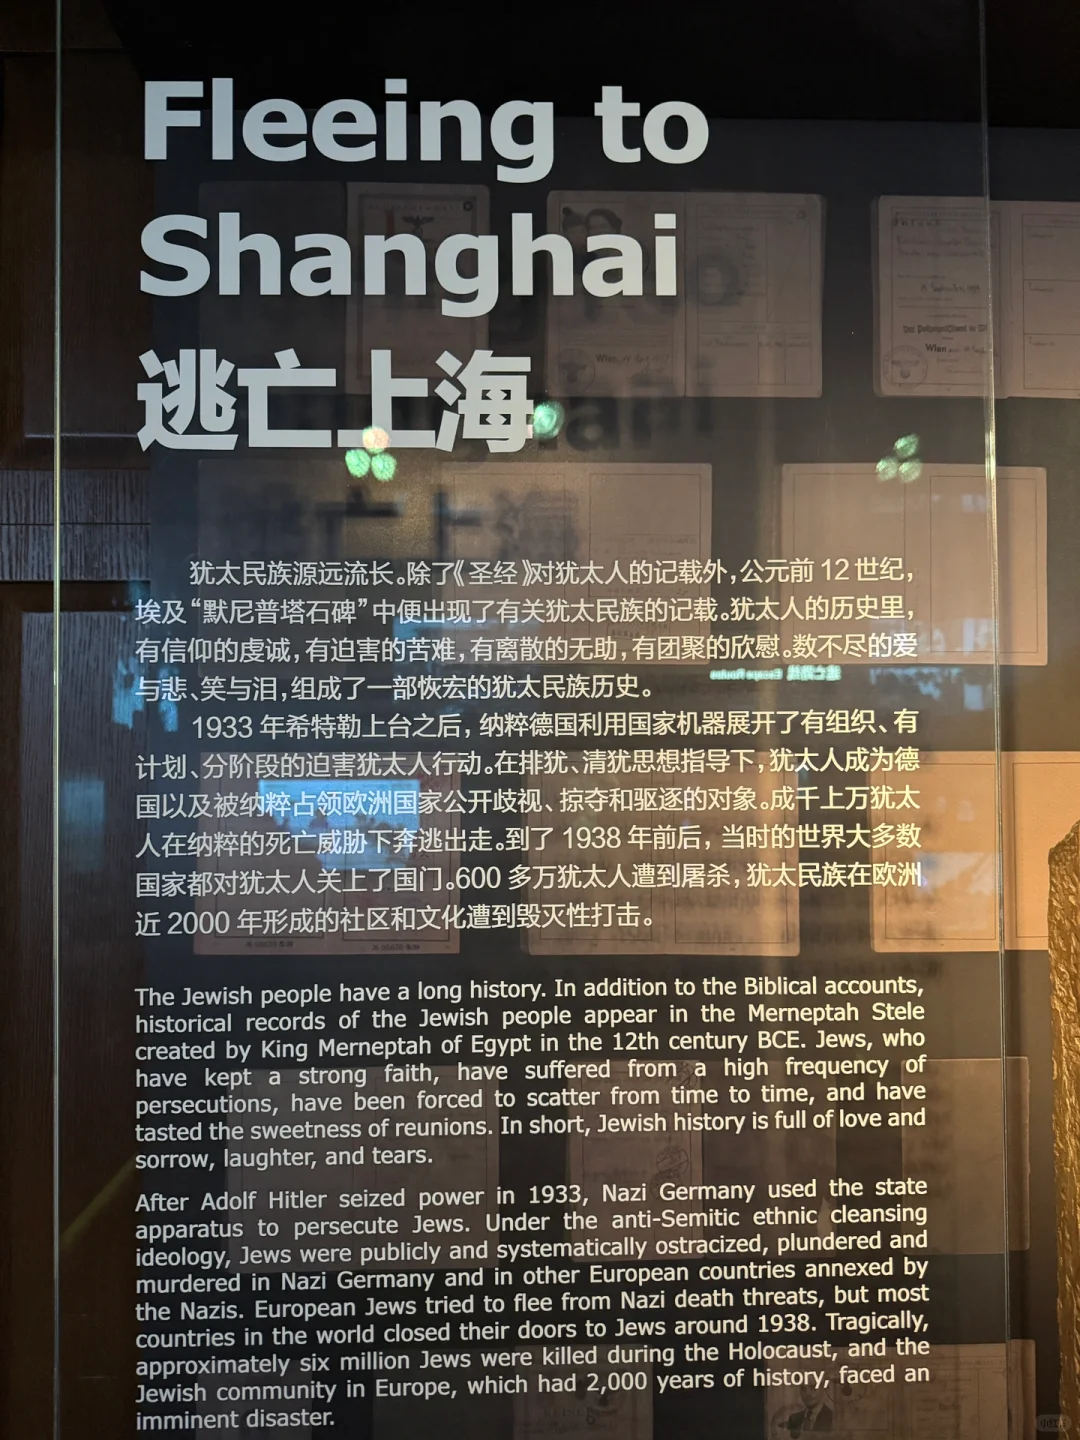 Fleeing to
Shanghai
逃亡上海
犹太民族源远流长。除了《圣经》对犹太人的记载外，公元前 12 世纪，
埃及“默尼普塔石碑”中便出现了有关犹太民族的记载。犹太人的历史里，
有信仰的虔诚，有迫害的苦难，有离散的无助，有团聚的欣慰。数不尽的爱
与悲、笑与泪，组成了一部恢宏的犹太民族历史。
1933 年希特勒上台之后，纳粹德国利用国家机器展开了有组织、有
计划、分阶段的迫害犹太人行动。在排犹、清犹思想指导下，犹太人成为德
国以及被纳粹占领欧洲国家公开歧视、掠夺和驱逐的对象。成千上万犹太
人在纳粹的死亡威胁下奔逃出走。到了 1938 年前后，当时的世界大多数
国家都对犹太人关上了国门。600 多万犹太人遭到屠杀，犹太民族在欧洲
近 2000 年形成的社区和文化遭到毁灭性打击。
The Jewish people have a long history. In addition to the Biblical accounts,
historical records of the Jewish people appear in the Merneptah Stele
created by King Merneptah of Egypt in the 12th century BCE. Jews, who
have kept a strong faith, have suffered from a high frequency of
persecutions, have been forced to scatter from time to time, and have
tasted the sweetness of reunions. In short, Jewish history is full of love and
sorrow, laughter, and tears.
After Adolf Hitler seized power in 1933, Nazi Germany used the state
apparatus to persecute Jews. Under the anti-Semitic ethnic cleansing
ideology, Jews were publicly and systematically ostracized, plundered and
murdered in Nazi Germany and in other European countries annexed by
the Nazis. European Jews tried to flee from Nazi death threats, but most
countries in the world closed their doors to Jews around 1938. Tragically,
approximately six million Jews were killed during the Holocaust, and the
Jewish community in Europe, which had 2,000 years of history, faced an
imminent disaster.
Wien
Wien